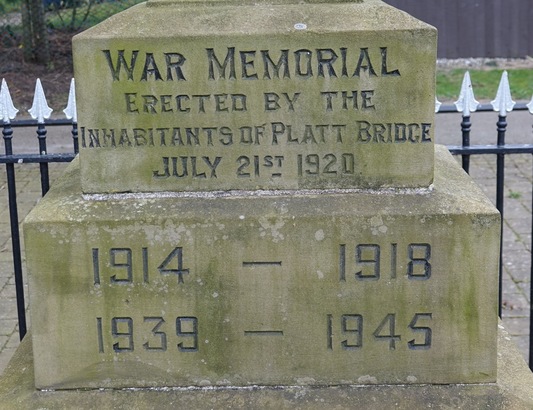 WAR MEMORIAL
ERECTED BY THE
INHABITANTS OF PLATT BRIDGE
JULY 21ST 1920
1914 — 1918
1939 — 1945